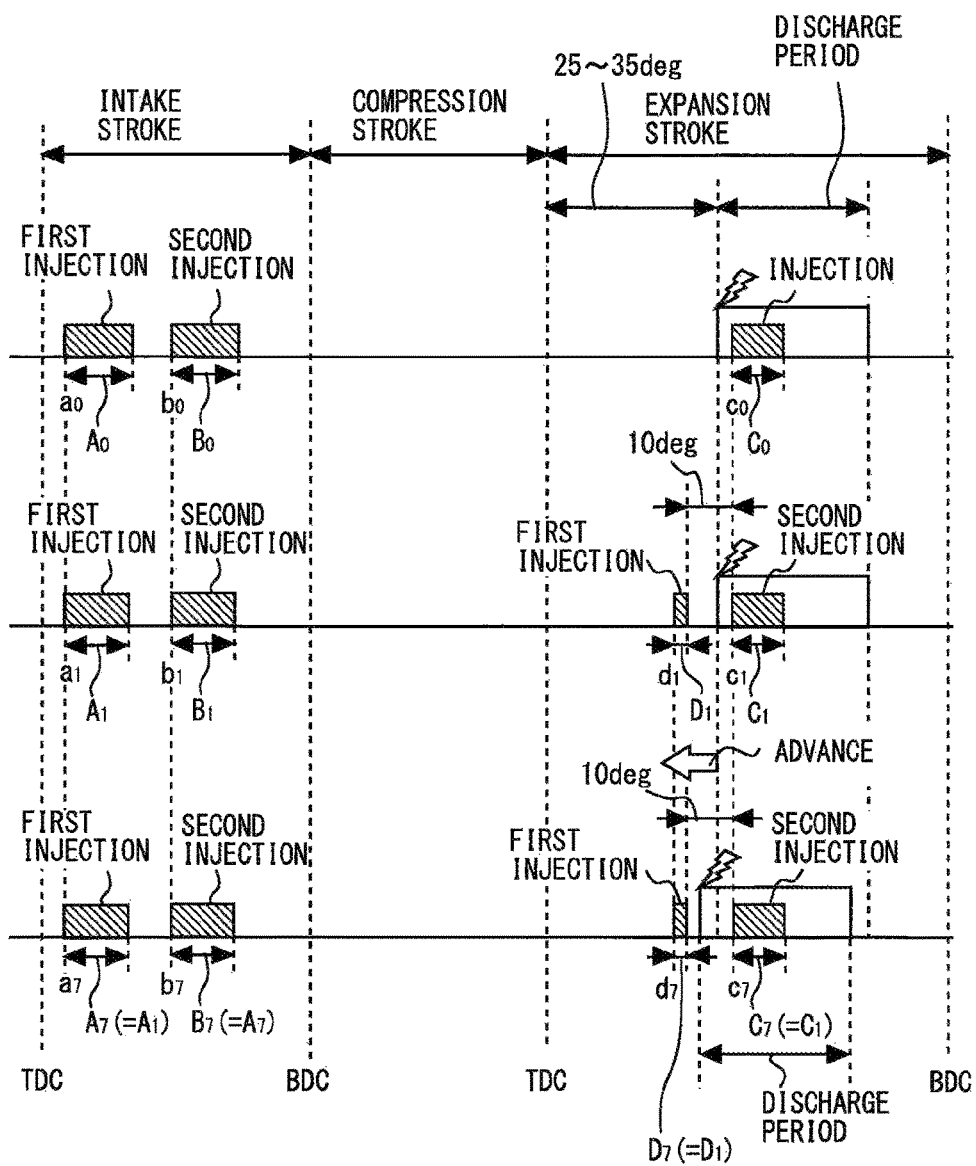 DISCHARGE
PERIOD
25～35deg
INTAKE
STROKE
COMPRESSION
STROKE
EXPANSION
STROKE
FIRST
INJECTION
SECOND
INJECTION
INJECTION
a0
b0
c0
A0
B0
C0
10deg
FIRST
INJECTION
SECOND
INJECTION
FIRST
INJECTION
SECOND
INJECTION
a1
b1
d1
c1
A1
B1
D1
C1
ADVANCE
10deg
FIRST
INJECTION
SECOND
INJECTION
FIRST
INJECTION
SECOND
INJECTION
a7
b7
d7
c7
A7(=A1)
B7(=A7)
C7(=C1)
TDC
BDC
TDC
BDC
DISCHARGE
PERIOD
D7(=D1)